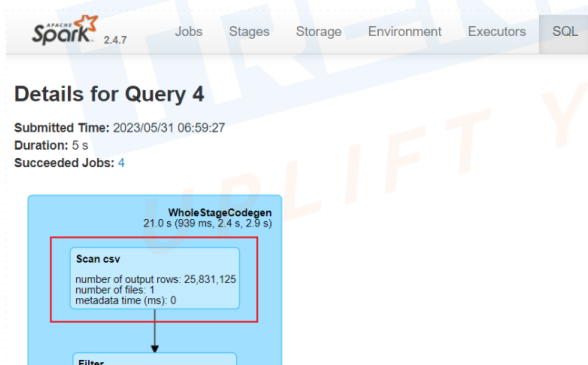 APACHE
Spark 2.4.7 Jobs Stages Storage Environment Executors SQL
Details for Query 4
Submitted Time: 2023/05/31 06:59:27
Duration: 5 s
Succeeded Jobs: 4
WholeStageCodegen
21.0 s (939 ms, 2.4 s, 2.9 s)
Scan csv
number of output rows: 25,831,125
number of files: 1
metadata time (ms): 0
Filter
UPLIFT Y